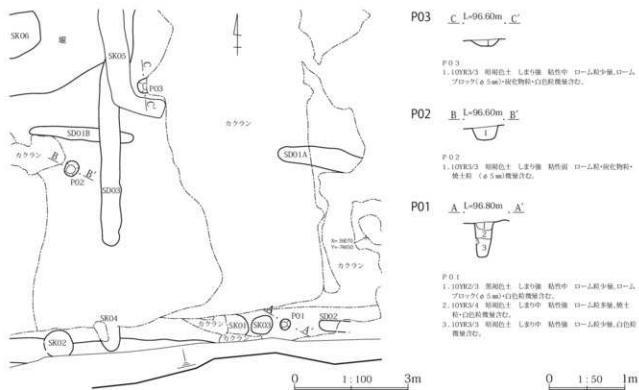 SK06
堀
SK05
C
P03
C'
カクラン
SD01B
SD01A
カクラン
B
B'
P02
SD03
カクラン
SK04
カクラン
SK01
SK03
A
P01
A'
SD02
SK02
カクラン
0 1:100 3m
P03 C L=96.60m C'
P03
1. 10YR3/3 暗褐色土 しまり強 粘性中 ローム粒少量、ローム
ブロック(φ5㎜)・炭化物粒・白色粒微量含む。
P02 B L=96.60m B'
1
P02
1. 10YR3/3 暗褐色土 しまり強 粘性弱 ローム粒・炭化物粒・
焼土粒 (φ5㎜)微量含む。
P01 A L=96.80m A'
1
2
3
P01
1. 10YR2/3 黒褐色土 しまり中 粘性強 ローム粒少量、ローム
ブロック(φ5㎜)・白色粒微量含む。
2. 10YR3/4 暗褐色土 しまり中 粘性強 ローム粒多量、焼土
粒・白色粒微量含む。
3. 10YR3/3 暗褐色土 しまり中 粘性強 ローム粒少量、白色粒
微量含む。
0 1:50 1m